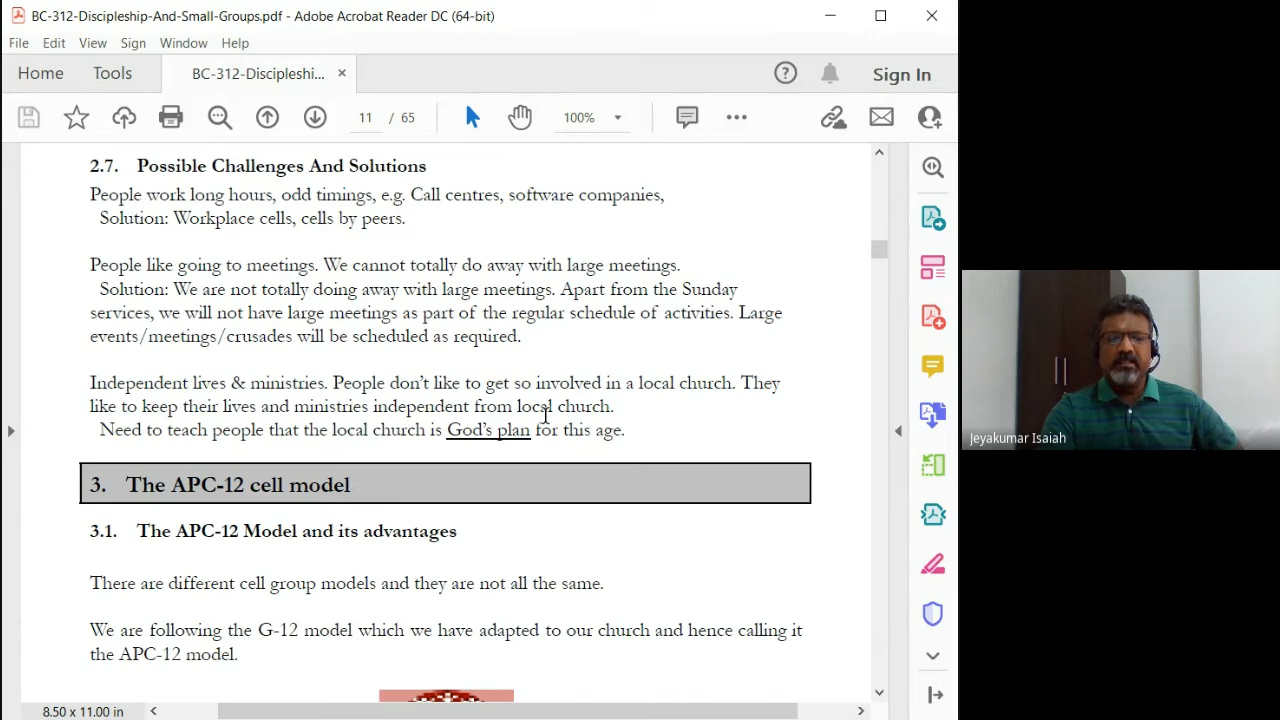 BC-312-Discipleship-And-Small-Groups.pdf - Adobe Acrobat Reader DC (64-bit)
File Edit View Sign Window Help
Home Tools BC-312-Discipleshi... ×
Sign In
11 / 65 100%
2.7. Possible Challenges And Solutions
People work long hours, odd timings, e.g. Call centres, software companies,
Solution: Workplace cells, cells by peers.
People like going to meetings. We cannot totally do away with large meetings.
Solution: We are not totally doing away with large meetings. Apart from the Sunday
services, we will not have large meetings as part of the regular schedule of activities. Large
events/meetings/crusades will be scheduled as required.
Independent lives & ministries. People don't like to get so involved in a local church. They
like to keep their lives and ministries independent from local church.
Need to teach people that the local church is God's plan for this age.
3. The APC-12 cell model
3.1. The APC-12 Model and its advantages
There are different cell group models and they are not all the same.
We are following the G-12 model which we have adapted to our church and hence calling it
the APC-12 model.
8.50 x 11.00 in
Jeyakumar Isaiah